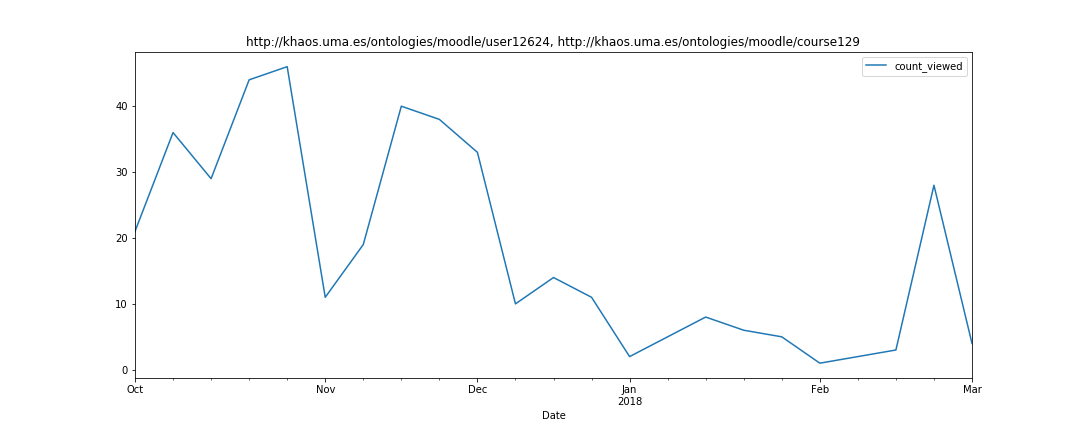 http://khaos.uma.es/ontologies/moodle/user12624, http://khaos.uma.es/ontologies/moodle/course129
count_viewed
40
30
20
10
0
Oct Nov Dec Jan Feb Mar
2018
Date